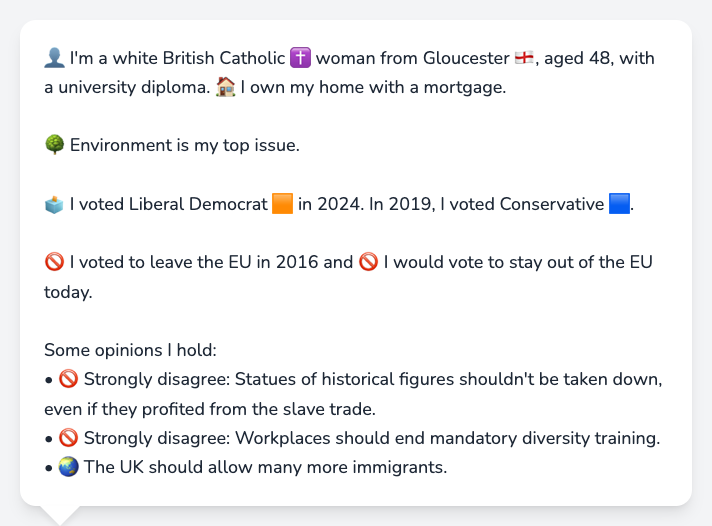 👤 I'm a white British Catholic ✝️ woman from Gloucester 🏴󠁧󠁢󠁥󠁮󠁧󠁿, aged 48, with
a university diploma. 🏠 I own my home with a mortgage.
🌳 Environment is my top issue.
🗳️ I voted Liberal Democrat 🟧 in 2024. In 2019, I voted Conservative 🟦.
🚫 I voted to leave the EU in 2016 and 🚫 I would vote to stay out of the EU
today.
Some opinions I hold:
• 🚫 Strongly disagree: Statues of historical figures shouldn't be taken down,
even if they profited from the slave trade.
• 🚫 Strongly disagree: Workplaces should end mandatory diversity training.
• 🌏 The UK should allow many more immigrants.